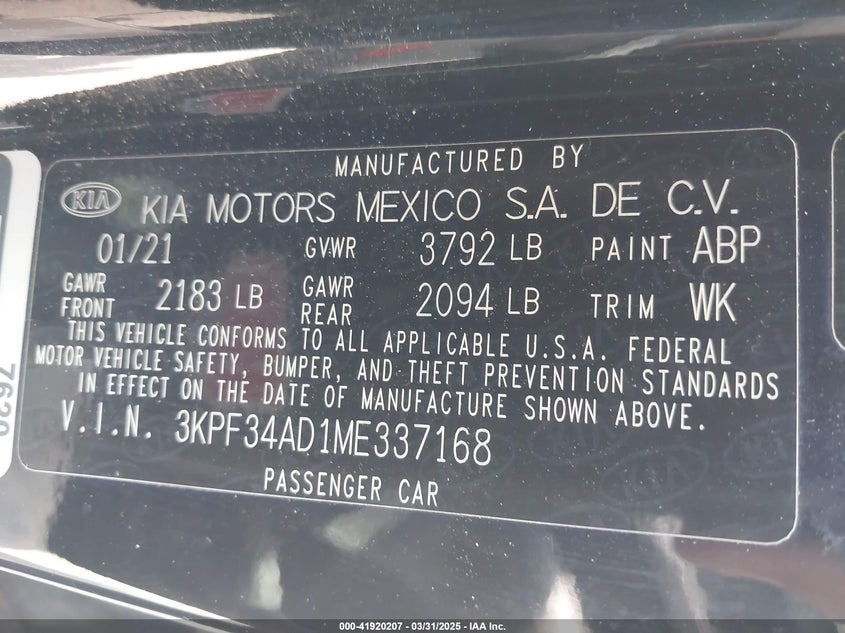 MANUFACTURED BY
KIA KIA MOTORS MEXICO S.A. DE C.V.
01/21 GVWR 3792 LB PAINT ABP
GAWR FRONT 2183 LB GAWR REAR 2094 LB TRIM WK
THIS VEHICLE CONFORMS TO ALL APPLICABLE U.S.A. FEDERAL
MOTOR VEHICLE SAFETY, BUMPER, AND THEFT PREVENTION STANDARDS
IN EFFECT ON THE DATE OF MANUFACTURE SHOWN ABOVE.
V.I.N. 3KPF34AD1ME337168
PASSENGER CAR
000-41920207 - 03/31/2025 - IAA Inc.